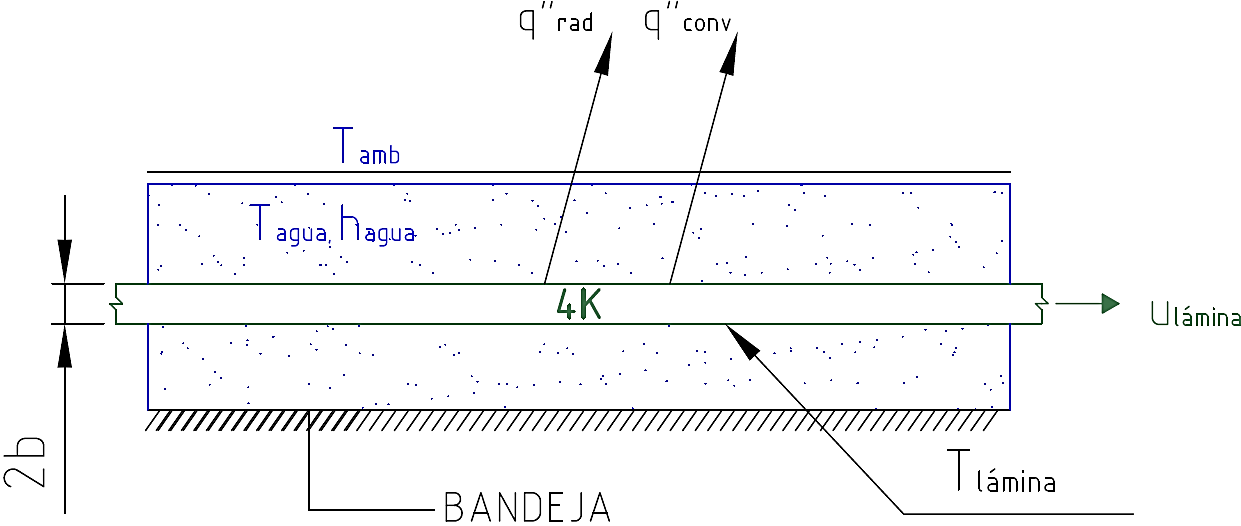 q″rad q″conv
Tamb
Tagua, hagua
4K
Ulámina
2b
Tlámina
BANDEJA